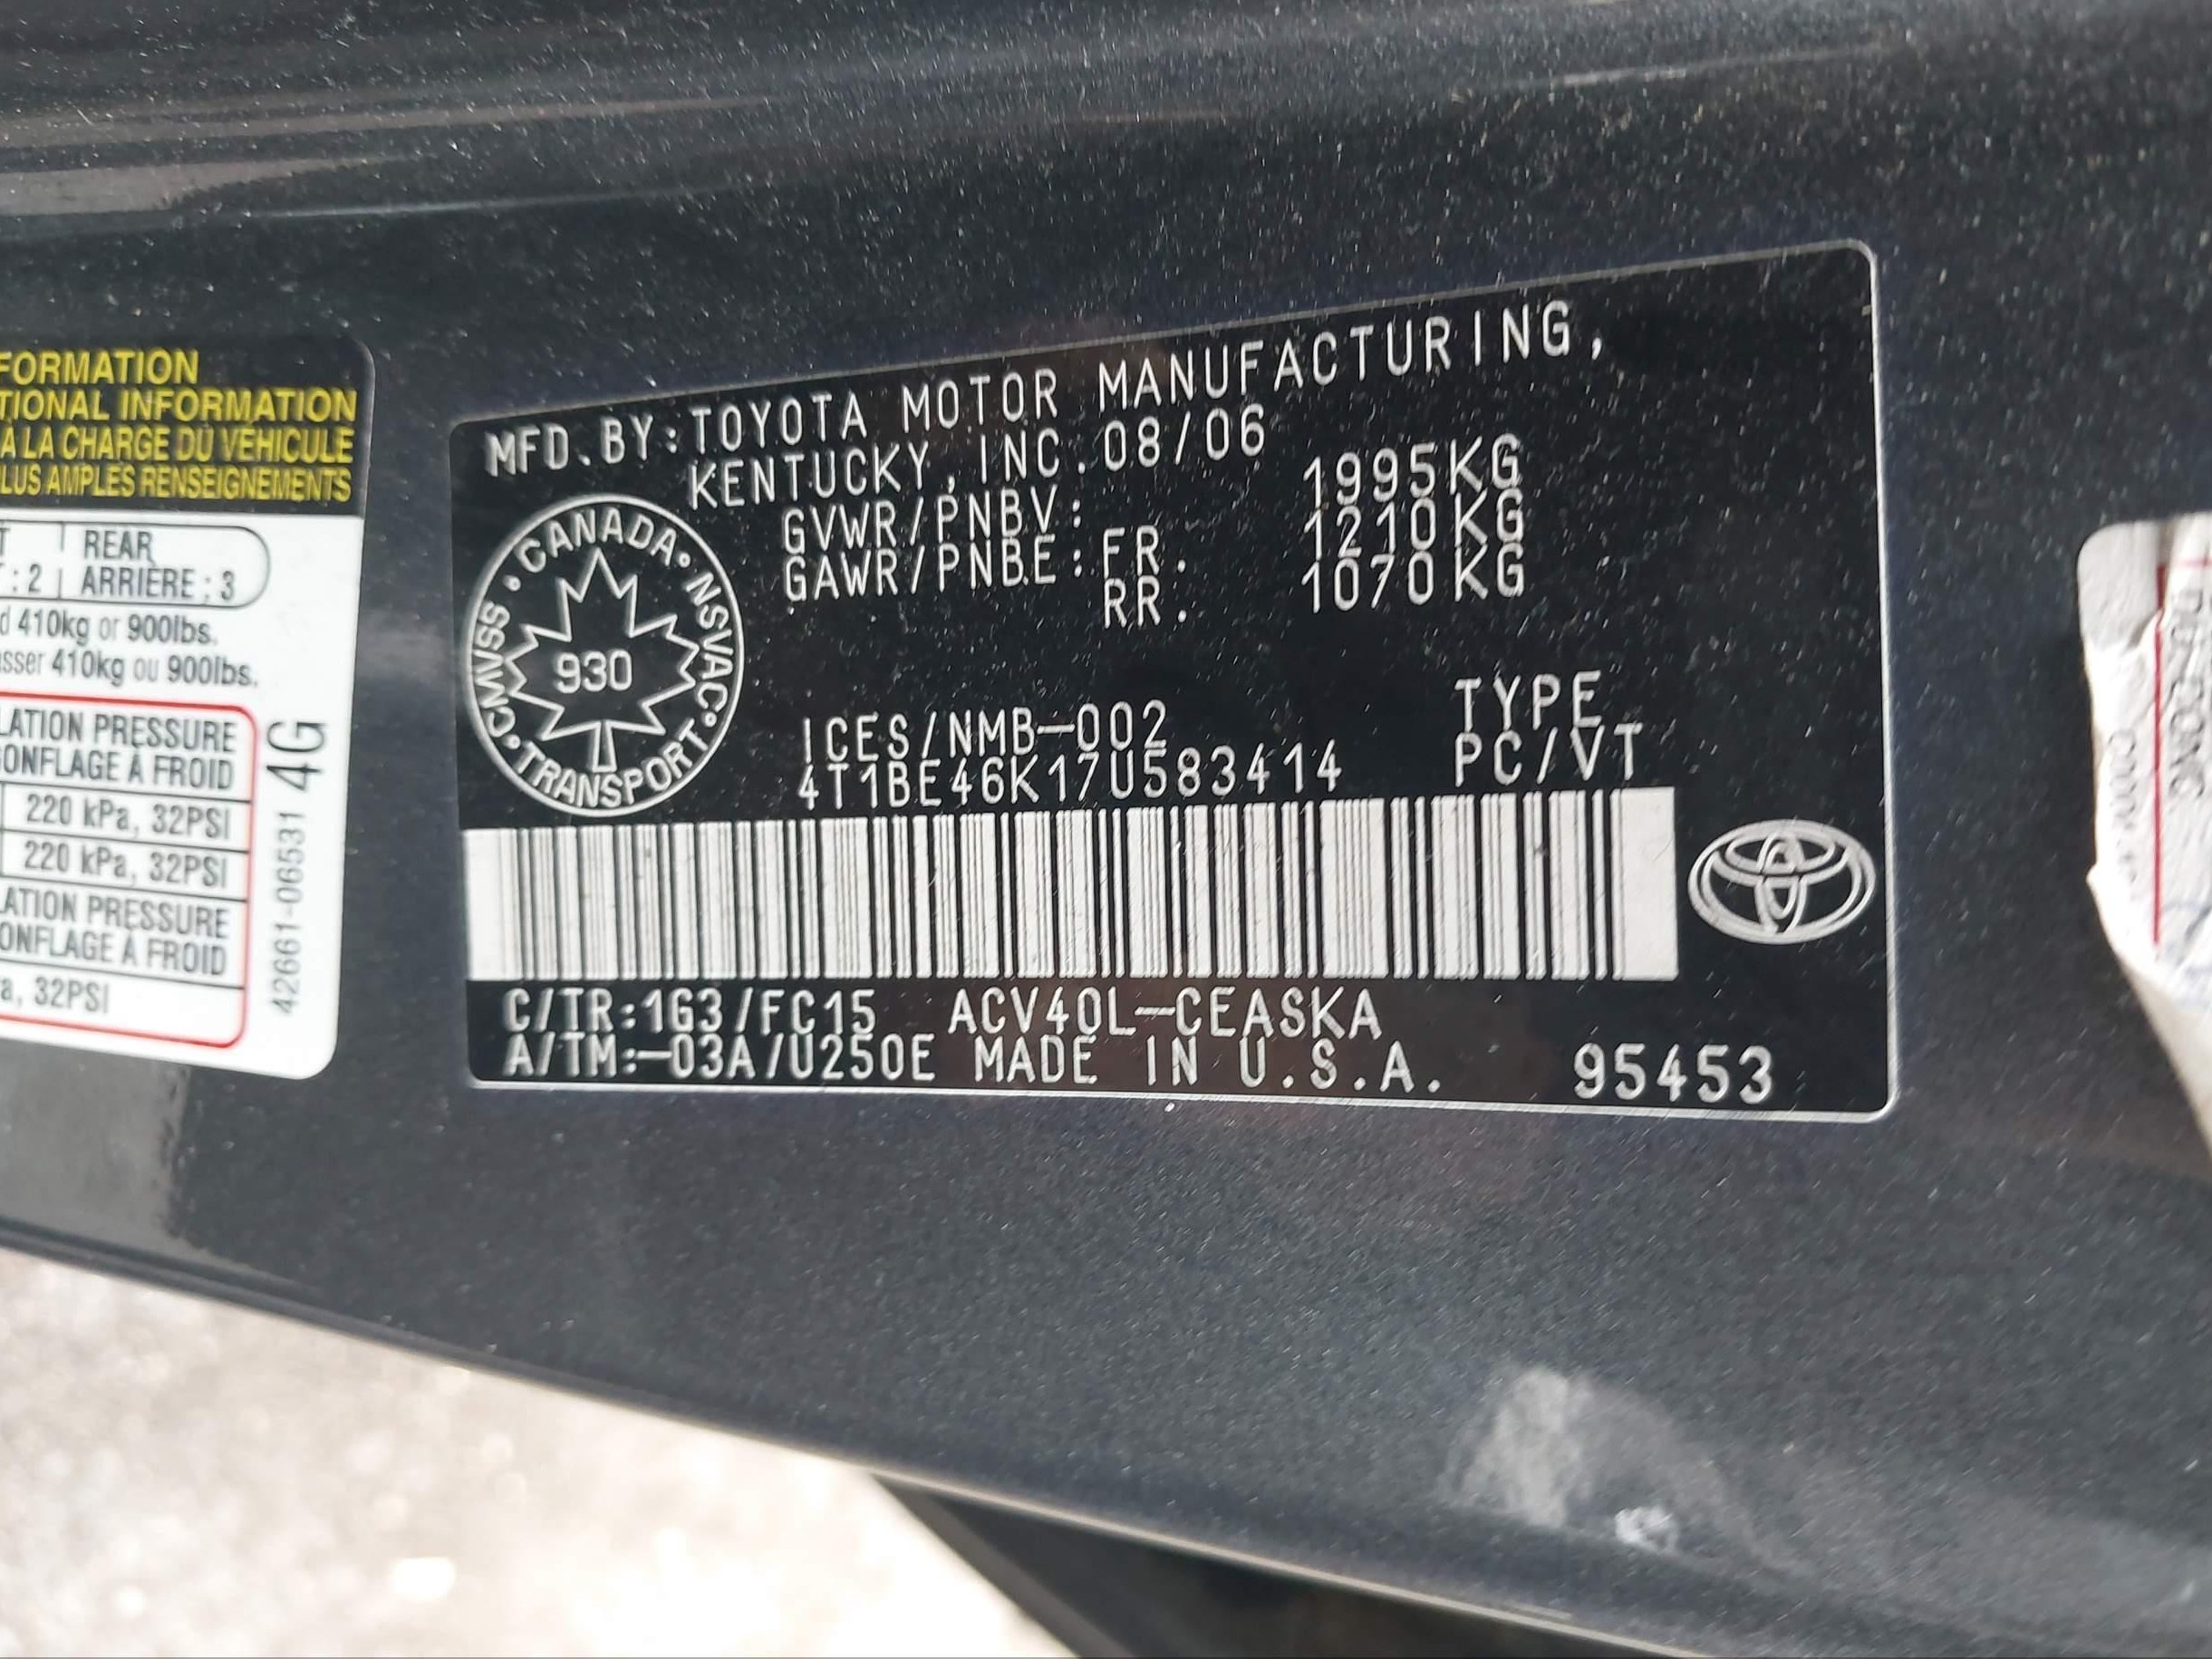 FORMATION
TIONAL INFORMATION
À LA CHARGE DU VÉHICULE
LUS AMPLES RENSEIGNEMENTS
T REAR
: 2 ARRIÈRE : 3
d 410kg or 900lbs.
sser 410kg ou 900lbs.
LATION PRESSURE
ONFLAGE À FROID
220 kPa, 32PSI
220 kPa, 32PSI
LATION PRESSURE
ONFLAGE À FROID
a, 32PSI
42661-06531 4G
MFD.BY:TOYOTA MOTOR MANUFACTURING,
KENTUCKY, INC.08/06
GVWR/PNBV: 1995KG
GAWR/PNBE:FR. 1210KG
RR. 1070KG
CANADA • NSVAC • TRANSPORT • CMVSS •
930
ICES/NMB-002 TYPE
4T1BE46K17U583414 PC/VT
C/TR:1G3/FC15 ACV40L-CEASKA
A/TM:-03A/U250E MADE IN U.S.A. 95453